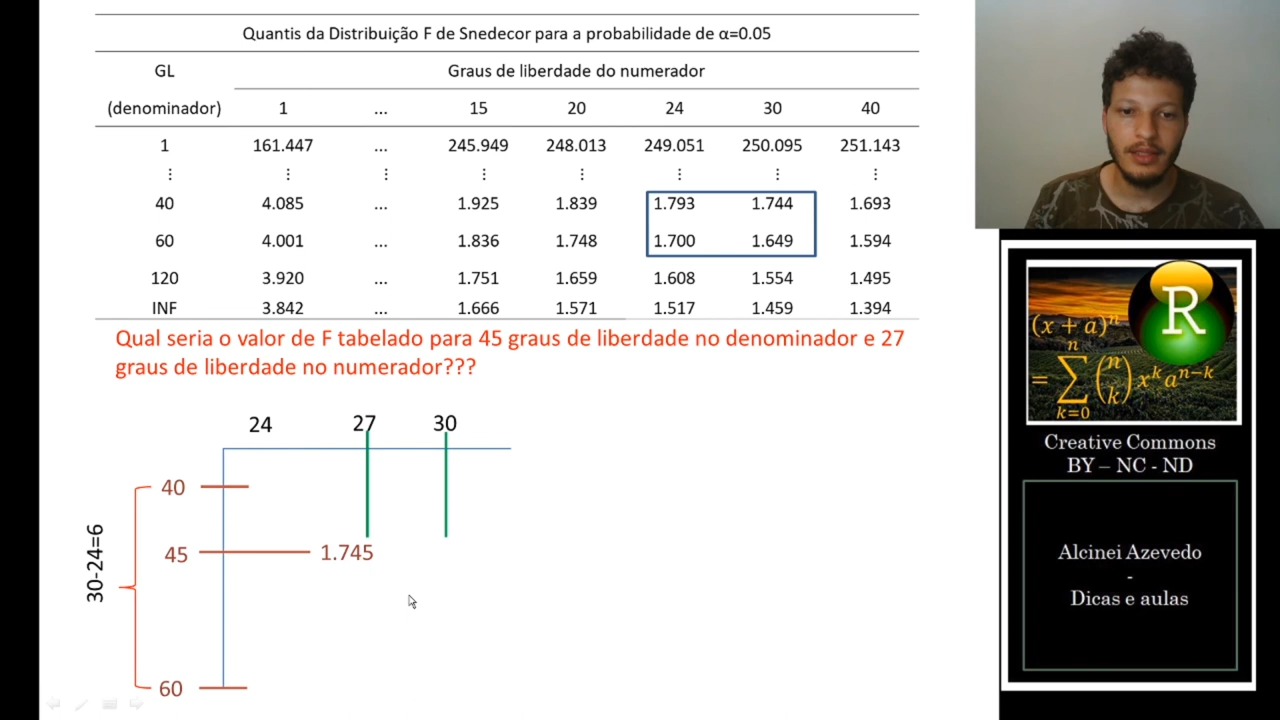 Quantis da Distribuição F de Snedecor para a probabilidade de α=0.05
GL Graus de liberdade do numerador
(denominador) 1 ... 15 20 24 30 40
1 161.447 ... 245.949 248.013 249.051 250.095 251.143
⋮ ⋮ ⋮ ⋮ ⋮ ⋮ ⋮ ⋮
40 4.085 ... 1.925 1.839 1.793 1.744 1.693
60 4.001 ... 1.836 1.748 1.700 1.649 1.594
120 3.920 ... 1.751 1.659 1.608 1.554 1.495
INF 3.842 ... 1.666 1.571 1.517 1.459 1.394
Qual seria o valor de F tabelado para 45 graus de liberdade no denominador e 27
graus de liberdade no numerador???
24 27 30
40
45 1.745
60
30-24=6
R
(x + a)^n
= ∑_{k=0}^{n} (n k) x^k a^{n-k}
Creative Commons
BY – NC - ND
Alcinei Azevedo
-
Dicas e aulas